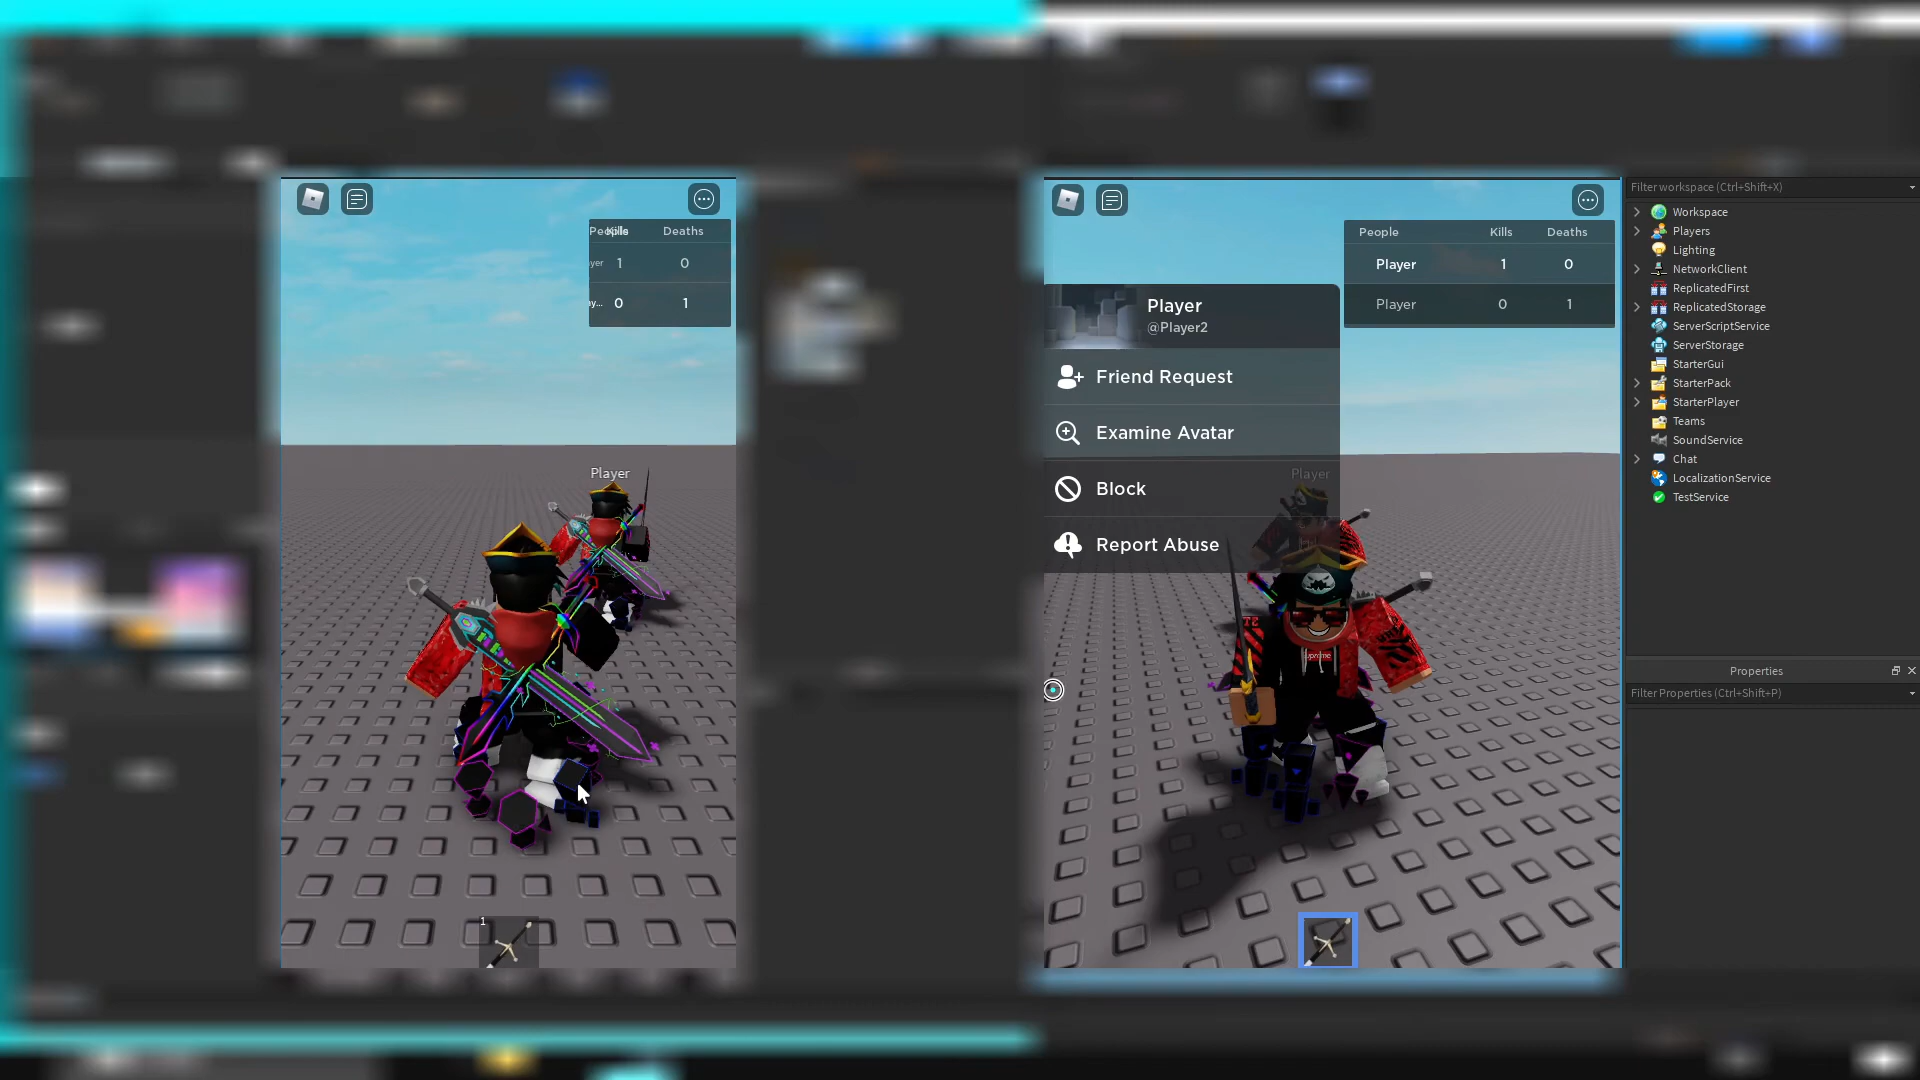 People Kills Deaths
ayer 1 0
ay... 0 1
Player
1
People Kills Deaths
Player 1 0
Player 0 1
Player
@Player2
Friend Request
Examine Avatar
Block
Report Abuse
Player
Filter workspace (Ctrl+Shift+X)
Workspace
Players
Lighting
NetworkClient
ReplicatedFirst
ReplicatedStorage
ServerScriptService
ServerStorage
StarterGui
StarterPack
StarterPlayer
Teams
SoundService
Chat
LocalizationService
TestService
Properties
Filter Properties (Ctrl+Shift+P)